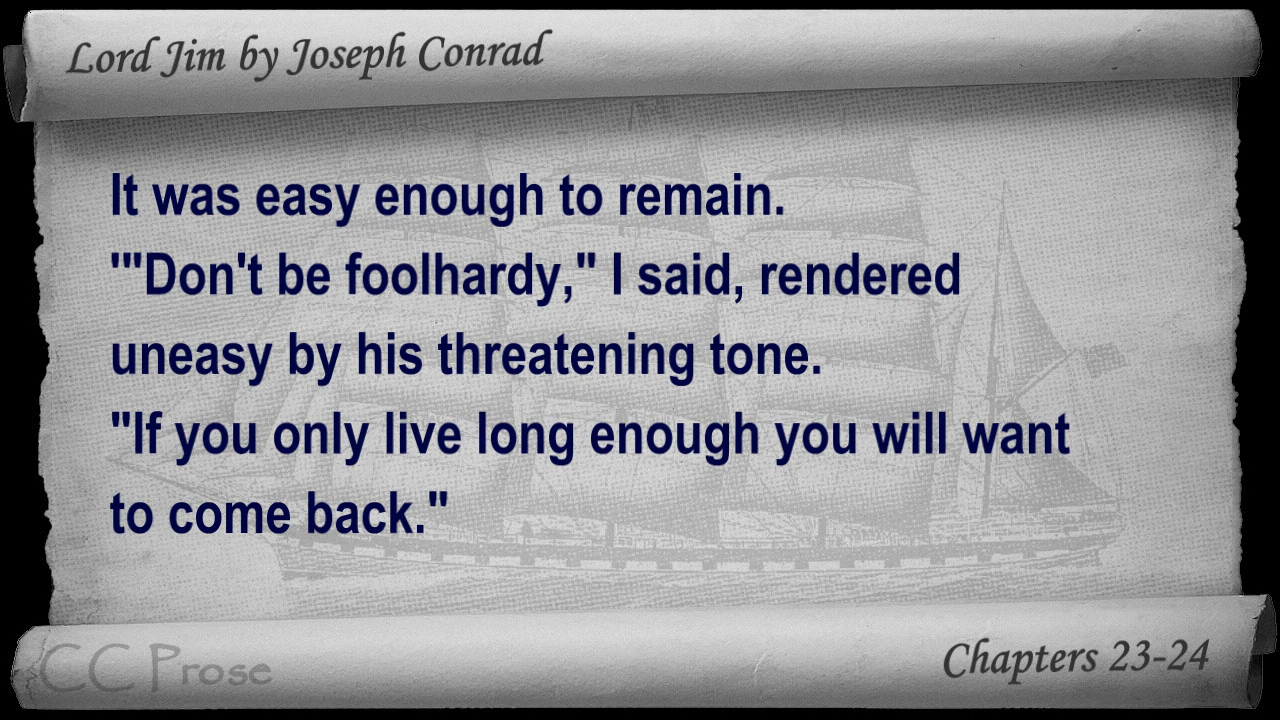 Lord Jim by Joseph Conrad
It was easy enough to remain.
'"Don't be foolhardy," I said, rendered
uneasy by his threatening tone.
"If you only live long enough you will want
to come back."
CC Prose
Chapters 23-24